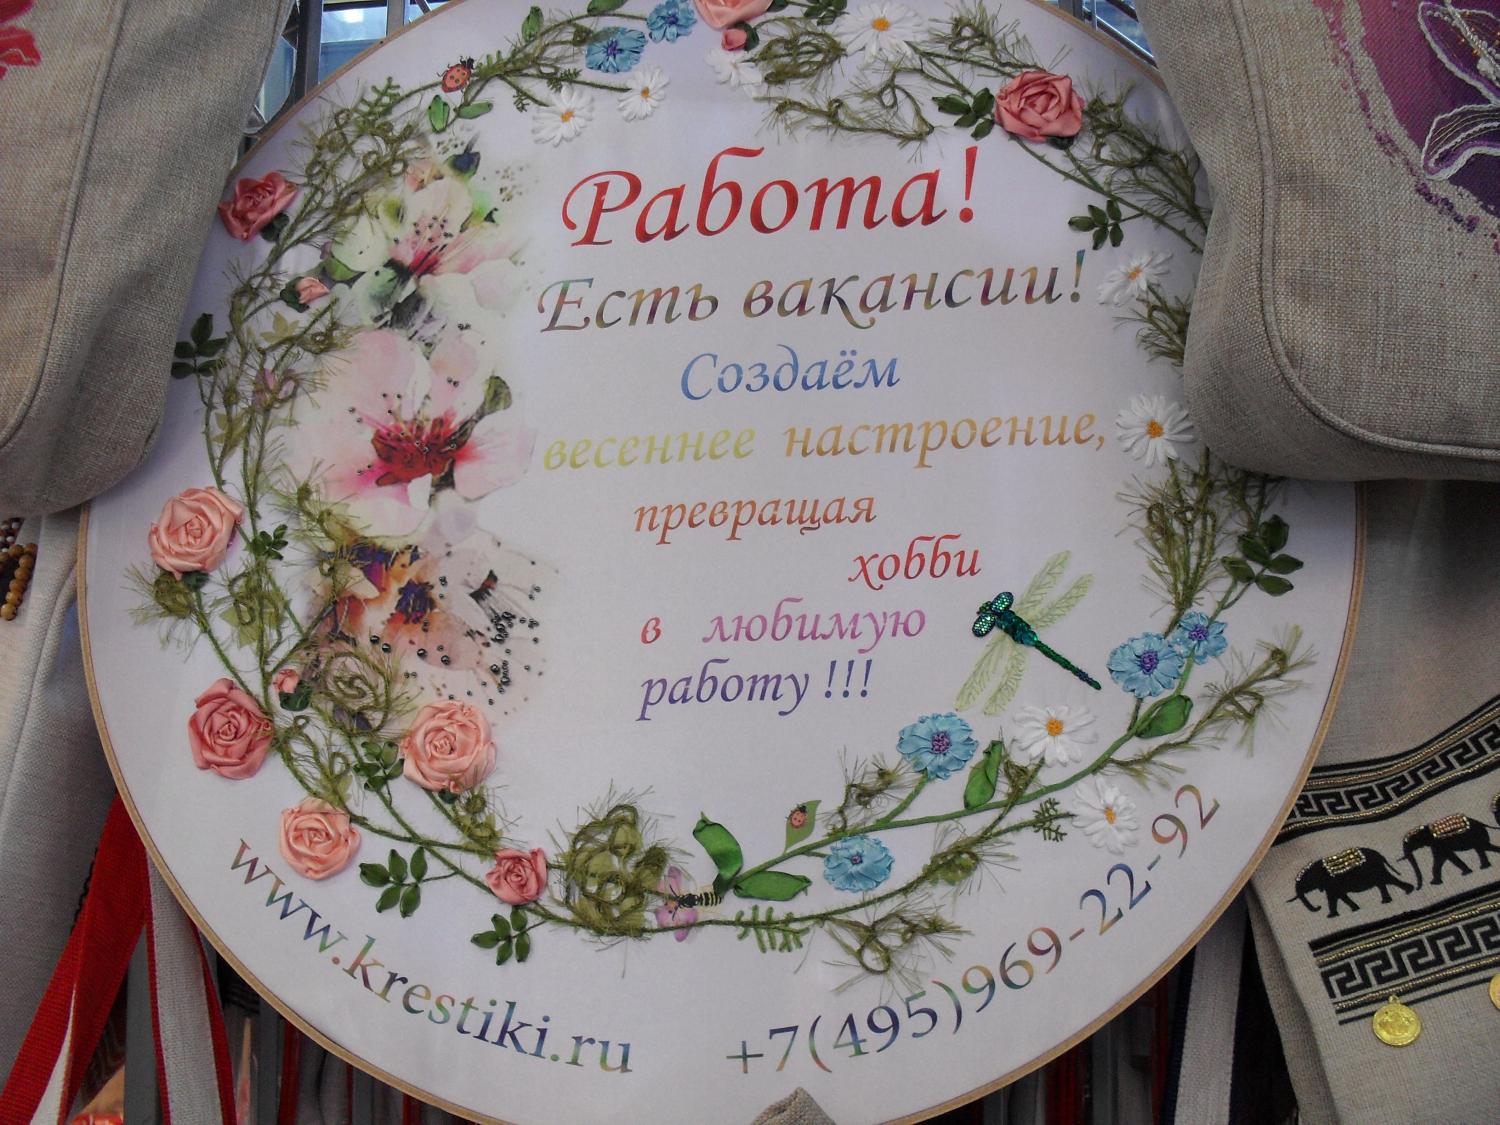 Работа!
Есть вакансии!
Создаём
весеннее настроение,
превращая
хобби
в любимую
работу !!!
www.krestiki.ru
+7(495)969-22-92